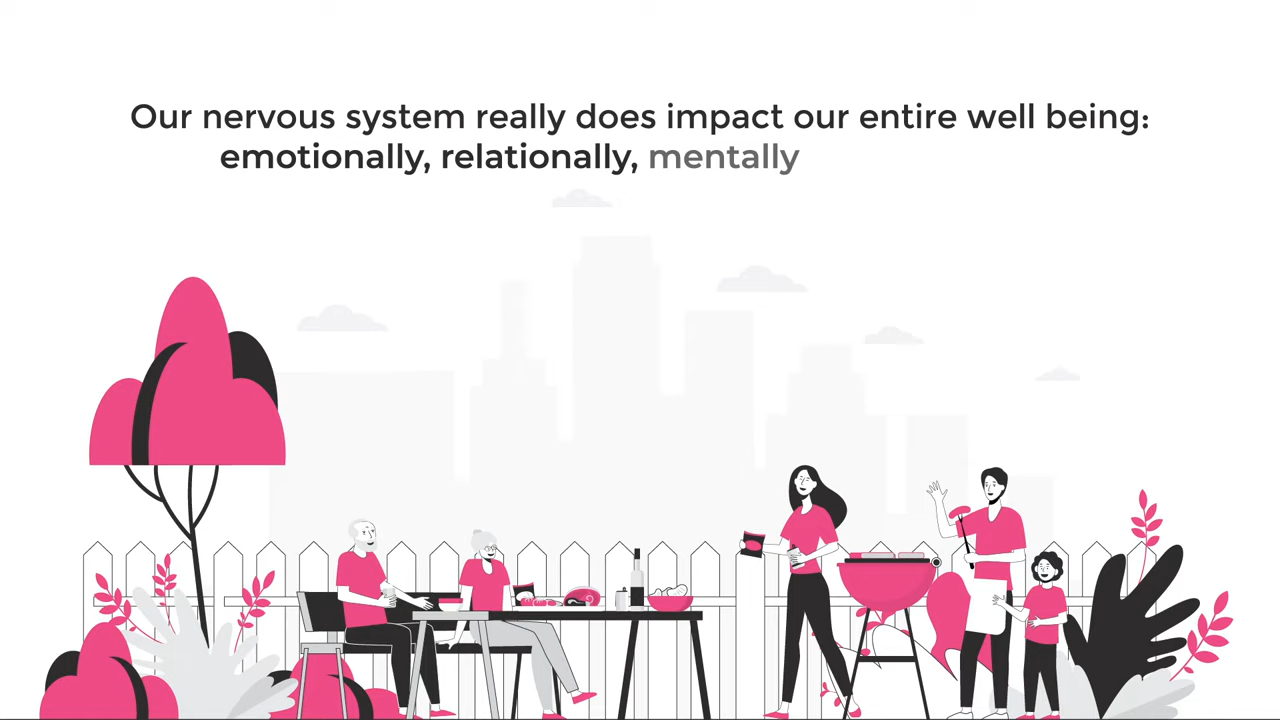 Our nervous system really does impact our entire well being:
emotionally, relationally, mentally